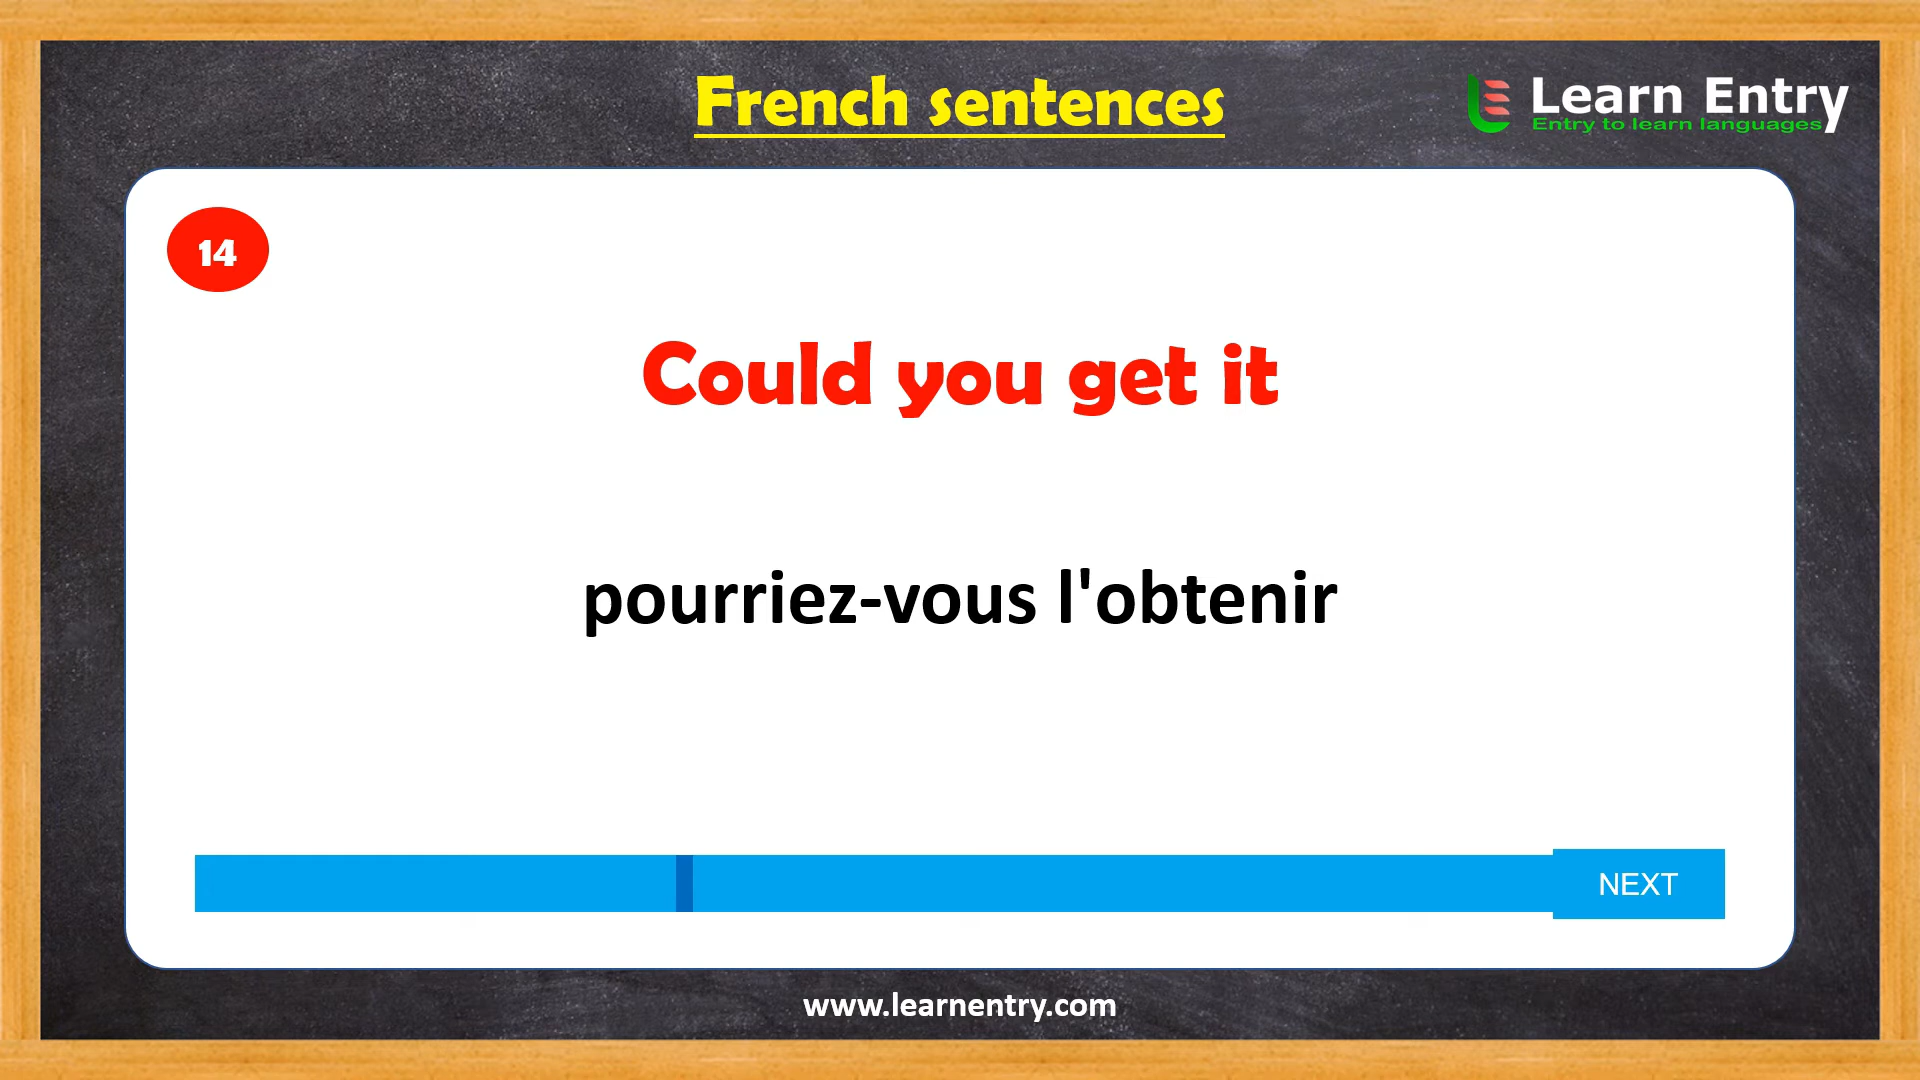 French sentences
Learn Entry
Entry to learn languages
14
Could you get it
pourriez-vous l'obtenir
NEXT
www.learnentry.com